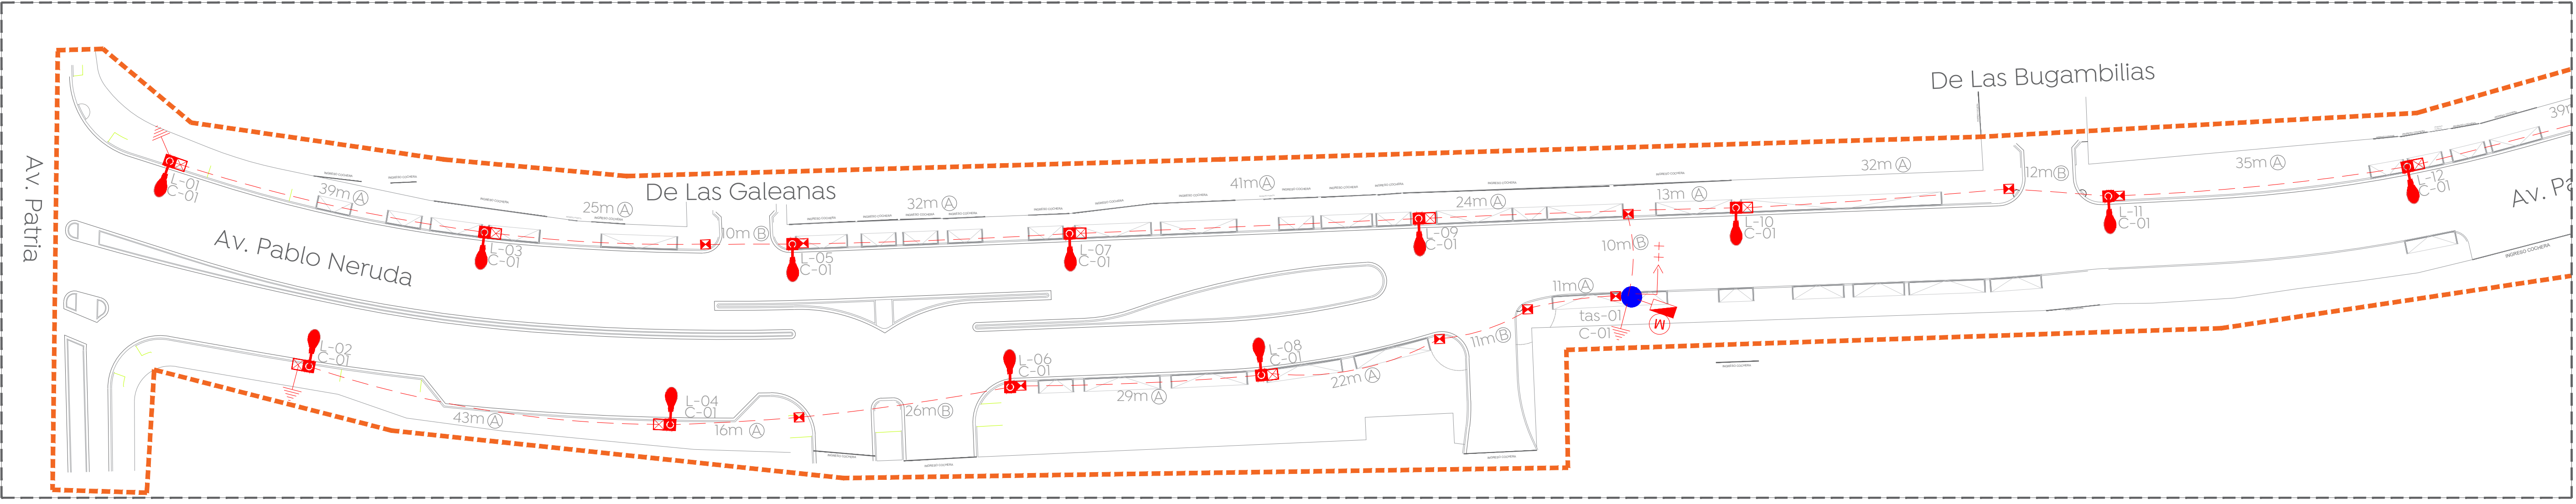 De Las Bugambilias
39m
12m B
35m A
32m A
Av. Pa
L-12
C-01
L-11
C-01
13m A
L-10
C-01
24m A
L-09
C-01
10m B
41m A
32m A
L-07
C-01
De Las Galeanas
10m B
L-05
C-01
25m A
L-03
C-01
39m A
L-01
C-01
Av. Patria
Av. Pablo Neruda
L-02
C-01
43m A
L-04
C-01
16m A
26m B
L-06
C-01
29m A
L-08
C-01
22m A
11m B
11m A
tas-01
C-01
M
++
INGRESO COCHERA